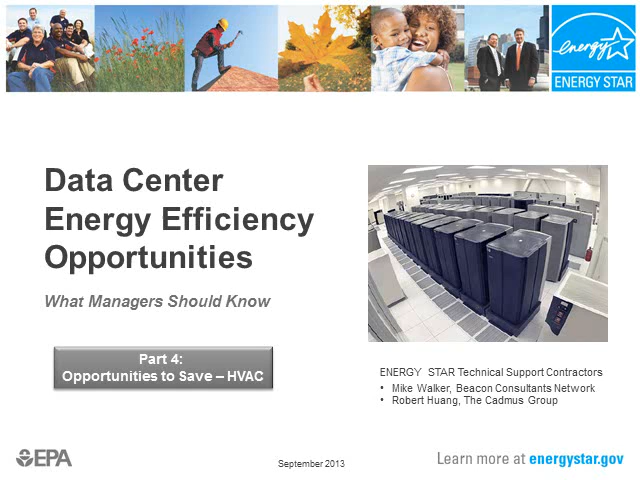 energy
ENERGY STAR
Data Center
Energy Efficiency
Opportunities
What Managers Should Know
Part 4:
Opportunities to Save – HVAC
ENERGY STAR Technical Support Contractors
• Mike Walker, Beacon Consultants Network
• Robert Huang, The Cadmus Group
EPA
September 2013
Learn more at energystar.gov